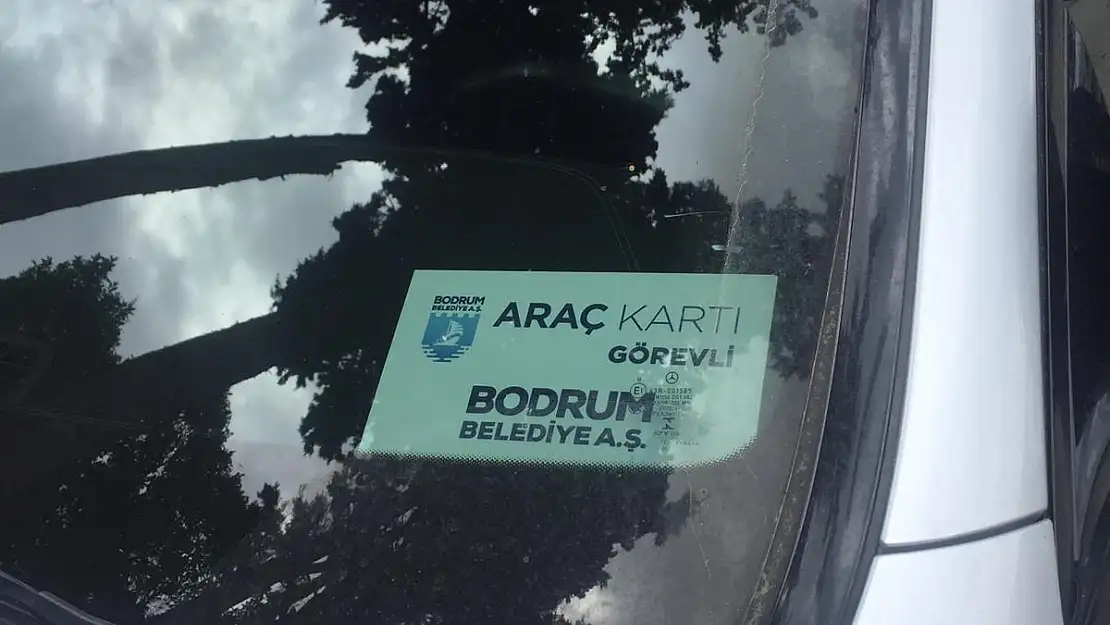 BODRUM
BELEDİYE A.Ş.
ARAÇ KARTI
GÖREVLİ
BODRUM
BELEDİYE A.Ş.